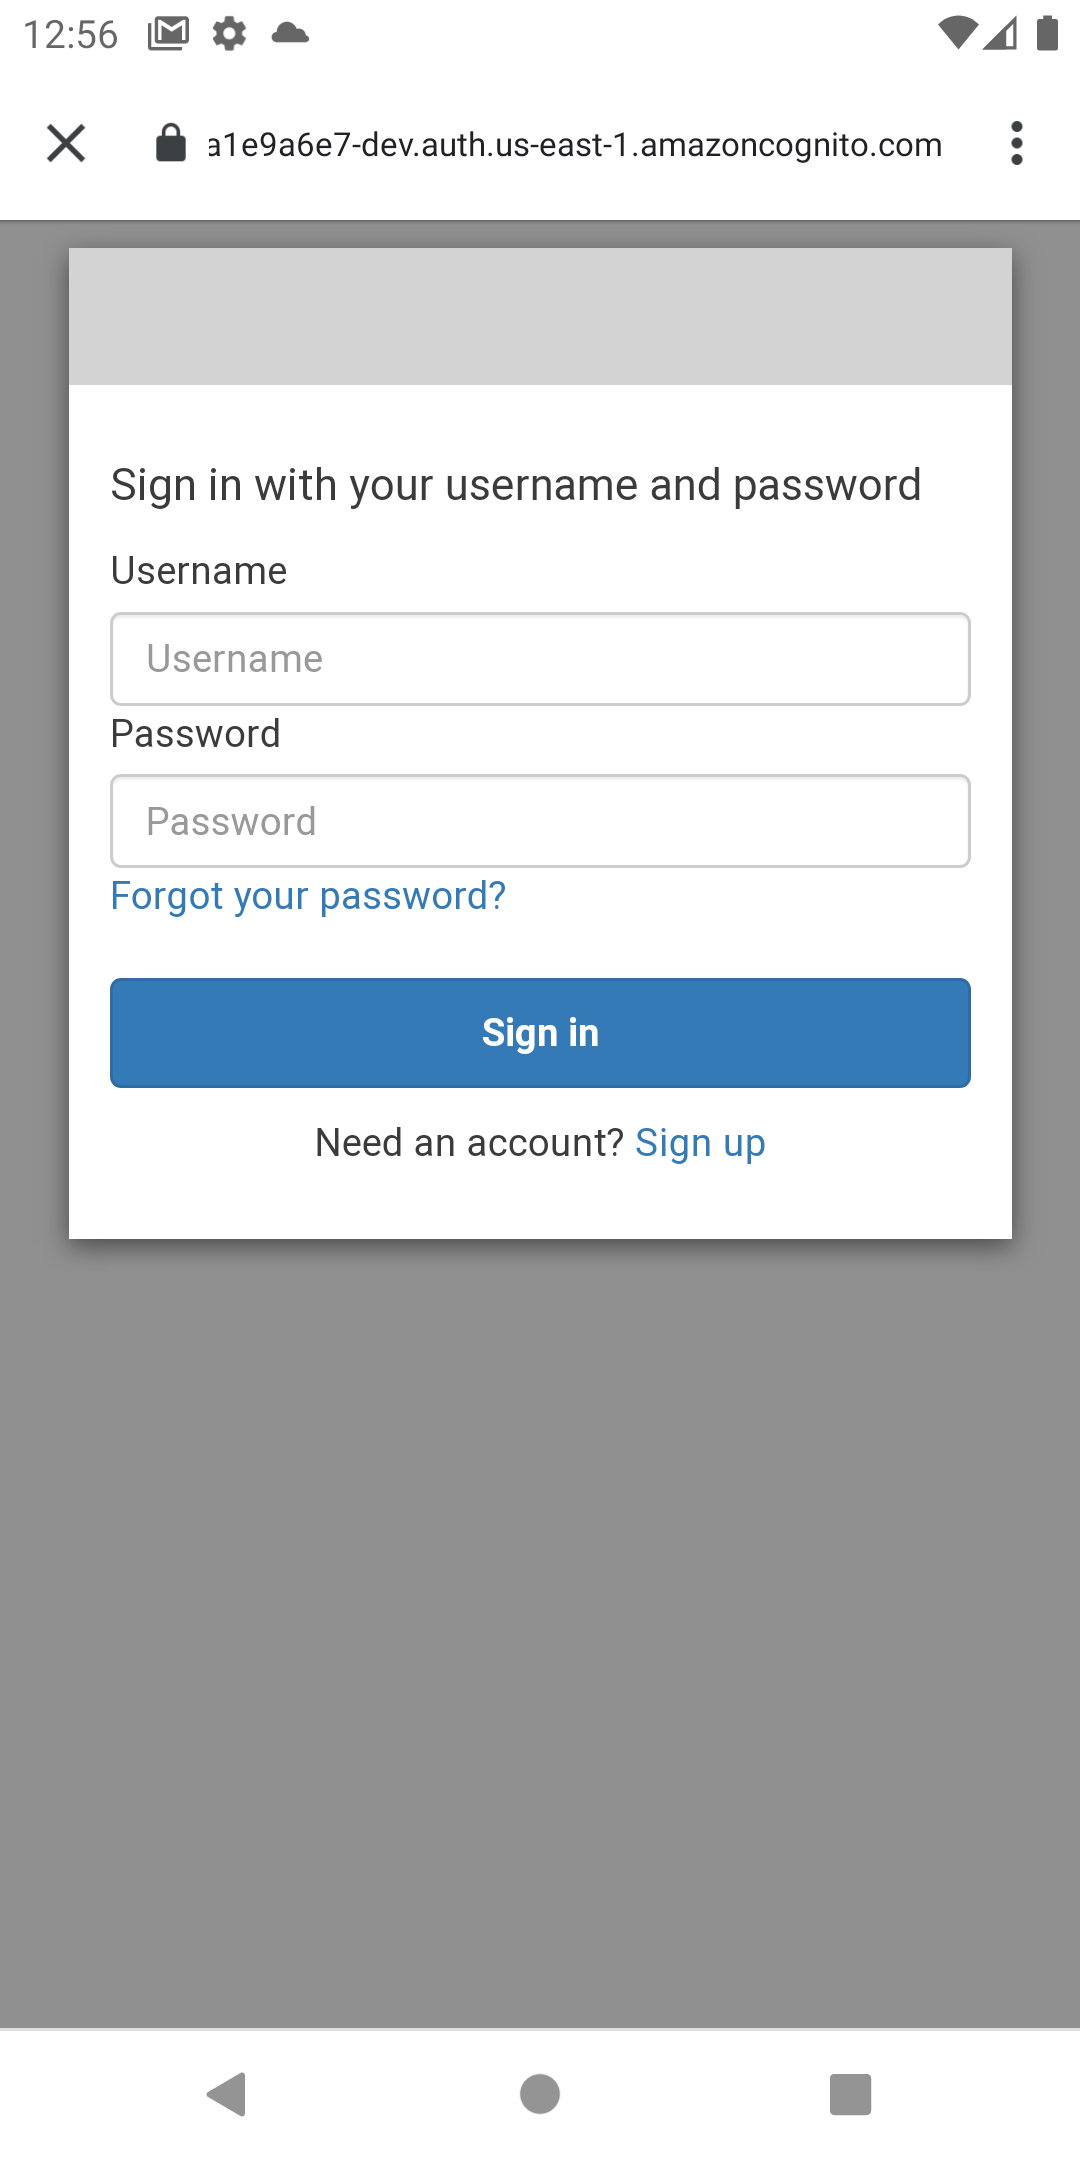 12:56
a1e9a6e7-dev.auth.us-east-1.amazoncognito.com
Sign in with your username and password
Username
Username
Password
Password
Forgot your password?
Sign in
Need an account? Sign up